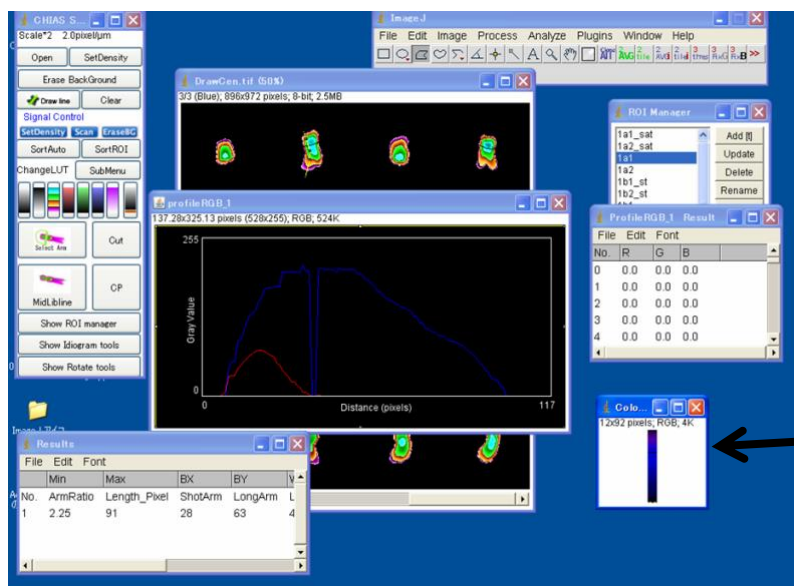 CHIAS S...
Scale*2 2.0pixel/μm
Open SetDensity
Erase BackGround
Draw line Clear
Signal Control
SetDensity Scan EraseBG
SortAuto SortROI
ChangeLUT SubMenu
Select Arm Cut
MidLibline CP
Show ROI manager
Show Idiogram tools
Show Rotate tools
ImageJ
File Edit Image Process Analyze Plugins Window Help
DrawCen.tif (50%)
3/3 (Blue); 896x972 pixels; 8-bit; 2.5MB
ROI Manager
1a1_sat
1a2_sat
1a1
1a2
1b1_st
1b2_st
Add [t]
Update
Delete
Rename
profileRGB_1
137.28x325.13 pixels (528x255); RGB; 524K
255
Gray Value
0
0 Distance (pixels) 117
ProfileRGB_1 Result
File Edit Font
No. R G B
0 0.0 0.0 0.0
1 0.0 0.0 0.0
2 0.0 0.0 0.0
3 0.0 0.0 0.0
4 0.0 0.0 0.0
Colo...
12x92 pixels; RGB; 4K
Results
File Edit Font
Min Max BX BY
No. ArmRatio Length_Pixel ShotArm LongArm L
1 2.25 91 28 63 4